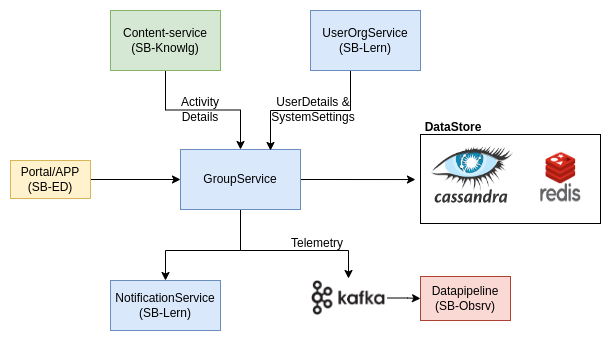 Content-service
(SB-Knowlg)
UserOrgService
(SB-Lern)
Activity
Details
UserDetails &
SystemSettings
DataStore
cassandra
redis
Portal/APP
(SB-ED)
GroupService
Telemetry
NotificationService
(SB-Lern)
kafka
Datapipeline
(SB-Obsrv)